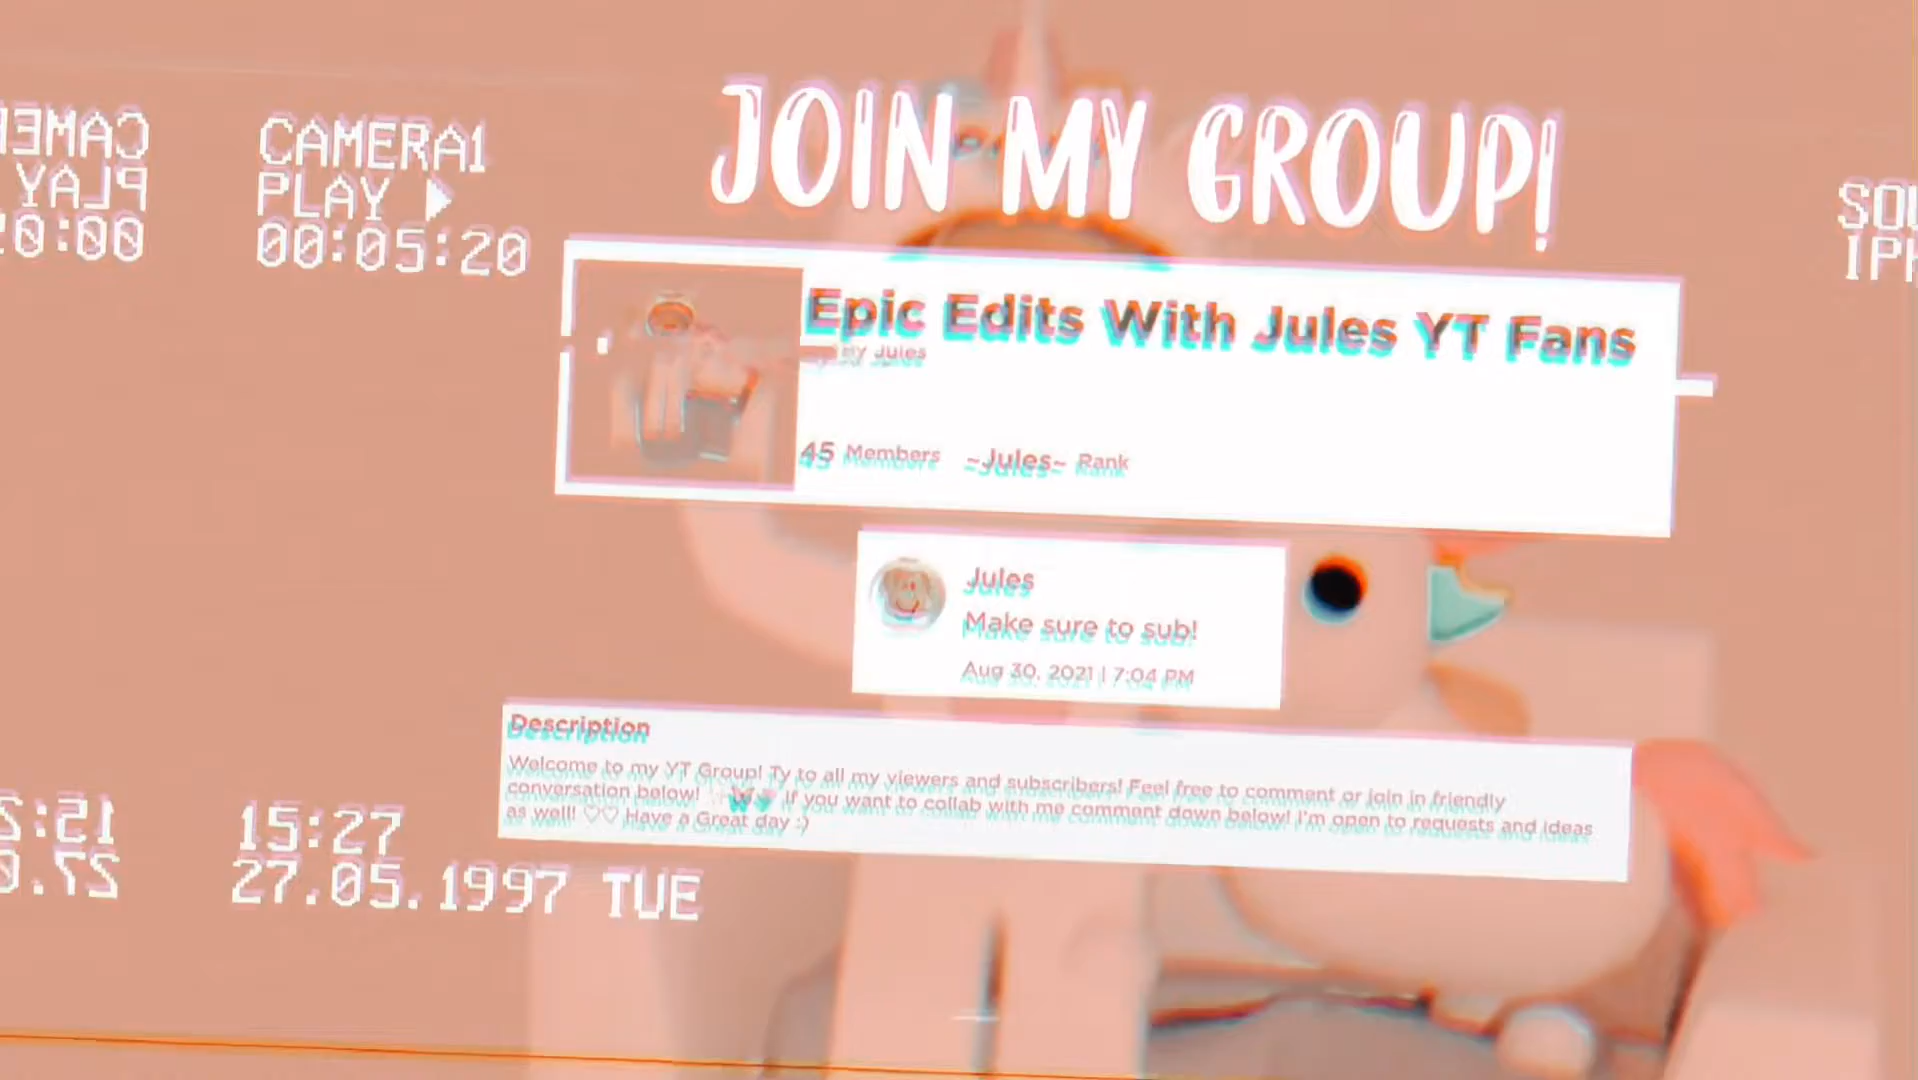 CAMERA1
PLAY
00:05:20
JOIN MY GROUP!
Epic Edits With Jules YT Fans
By Jules
45 Members ~Jules~ Rank
Jules
Make sure to sub!
Aug 30, 2021 | 7:04 PM
Description
Welcome to my YT Group! Ty to all my viewers and subscribers! Feel free to comment or join in friendly
conversation below! If you want to collab with me comment down below! I'm open to requests and ideas
as well! ♡♡ Have a Great day :)
15:27
27.05.1997 TUE